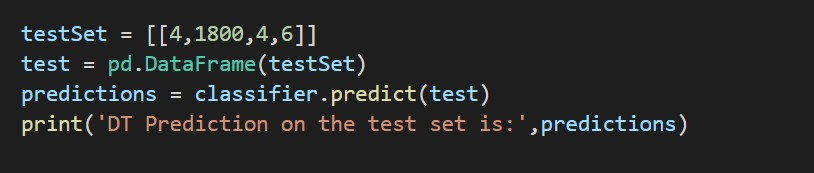 testSet = [[4,1800,4,6]]
test = pd.DataFrame(testSet)
predictions = classifier.predict(test)
print('DT Prediction on the test set is:',predictions)